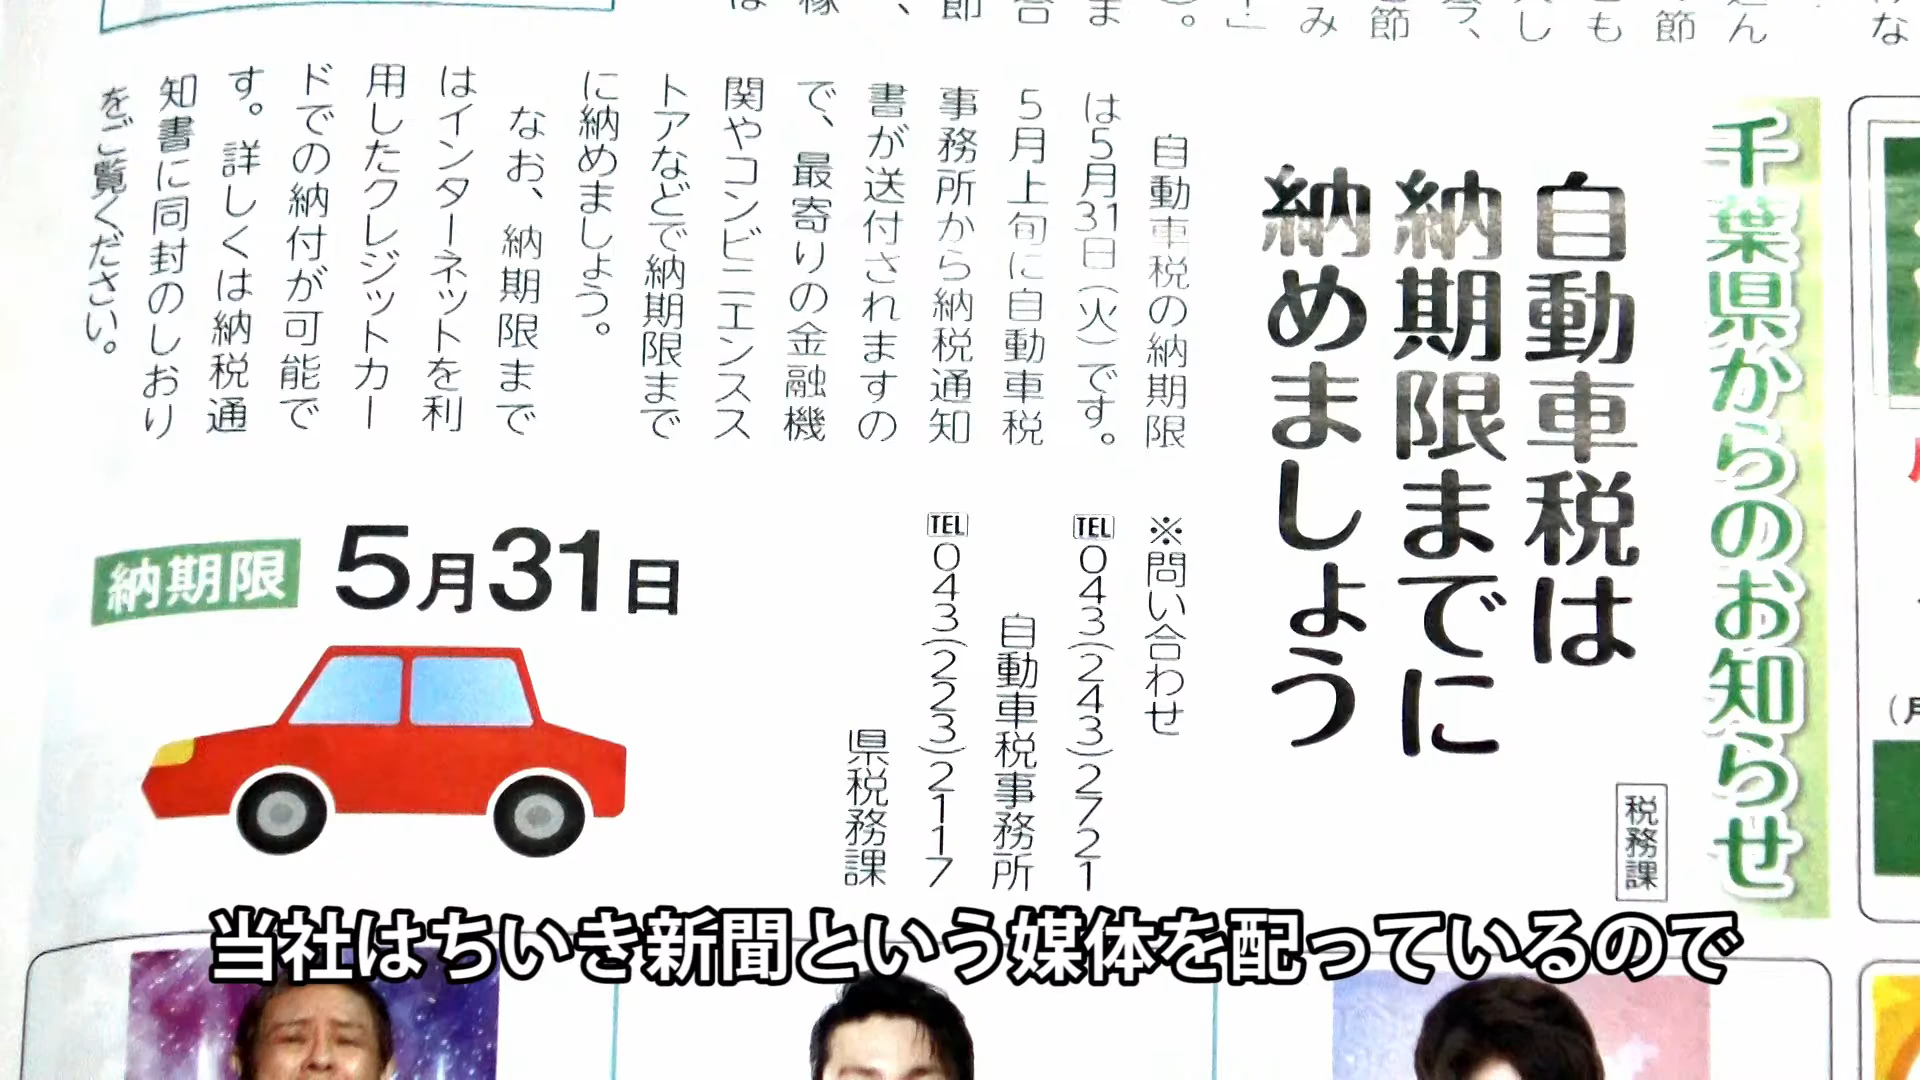 千葉県からのお知らせ
税務課
自動車税は
納期限までに
納めましょう
自動車税の納期限
は5月31日(火)です。
5月上旬に自動車税
事務所から納税通知
書が送付されますの
で、最寄りの金融機
関やコンビニエンスス
トアなどで納期限まで
に納めましょう。
なお、納期限まで
はインターネットを利
用したクレジットカー
ドでの納付が可能で
す。詳しくは納税通
知書に同封のしおり
をご覧ください。
※問い合わせ
TEL 043(243)2721
自動車税事務所
TEL 043(223)2117
県税務課
納期限 5月31日
当社はちいき新聞という媒体を配っているので